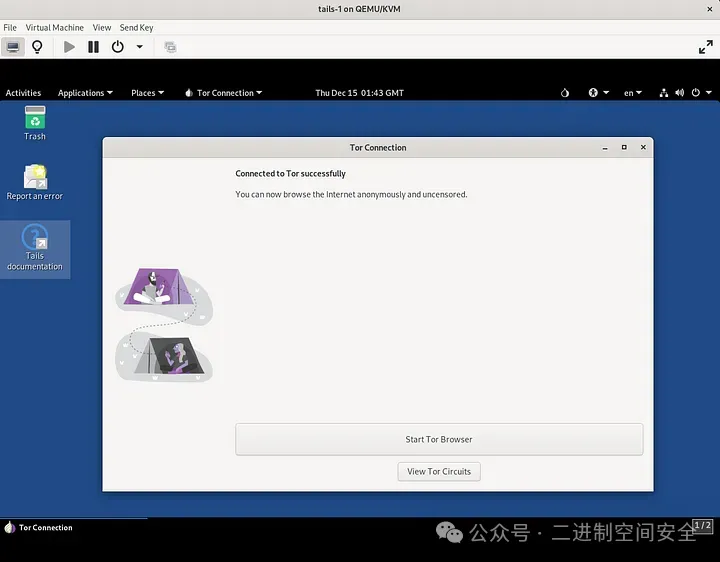 tails-1 on QEMU/KVM
File Virtual Machine View Send Key
Activities Applications Places Tor Connection Thu Dec 15 01:43 GMT en
Trash
Report an error
Tails
documentation
Tor Connection
Connected to Tor successfully
You can now browse the Internet anonymously and uncensored.
Start Tor Browser
View Tor Circuits
Tor Connection
1 / 2
公众号 · 二进制空间安全